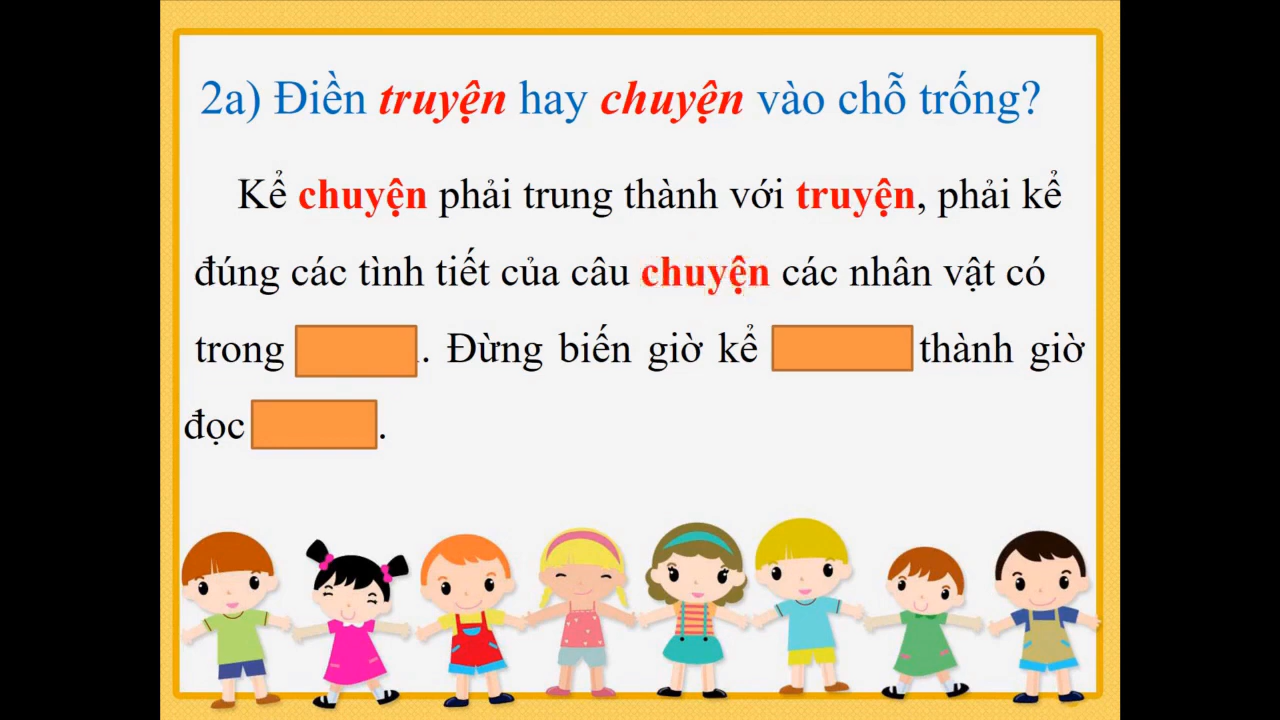 2a) Điền truyện hay chuyện vào chỗ trống?
Kể chuyện phải trung thành với truyện, phải kể
đúng các tình tiết của câu chuyện các nhân vật có
trong . Đừng biến giờ kể thành giờ
đọc .